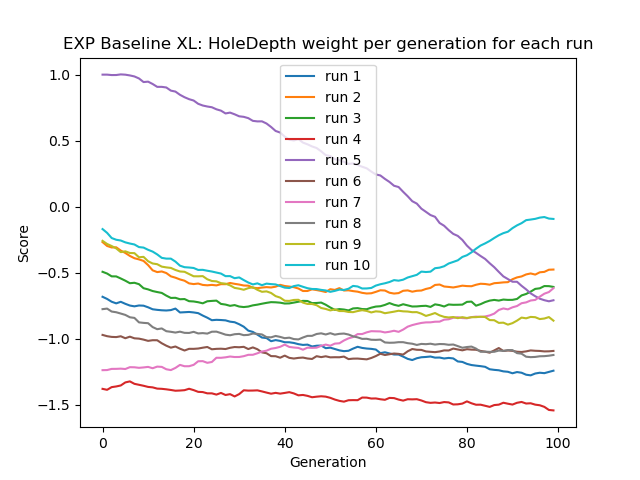 EXP Baseline XL: HoleDepth weight per generation for each run
Score
1.0
0.5
0.0
−0.5
−1.0
−1.5
run 1
run 2
run 3
run 4
run 5
run 6
run 7
run 8
run 9
run 10
0 20 40 60 80 100
Generation